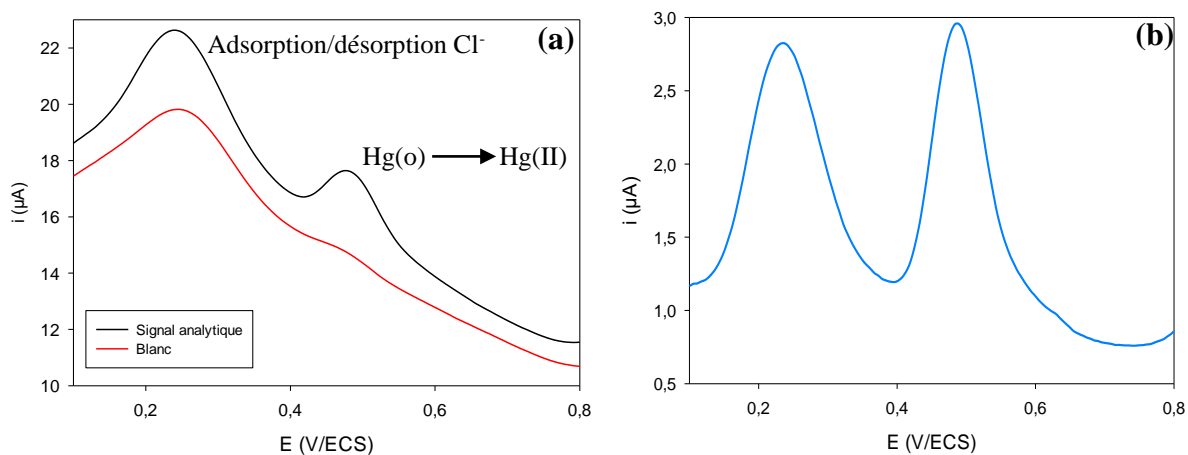 (a)
Adsorption/désorption Cl-
Hg(o) → Hg(II)
i (µA)
22
20
18
16
14
12
10
Signal analytique
Blanc
0,2
0,4
0,6
0,8
E (V/ECS)
(b)
i (µA)
3,0
2,5
2,0
1,5
1,0
0,5
0,2
0,4
0,6
0,8
E (V/ECS)